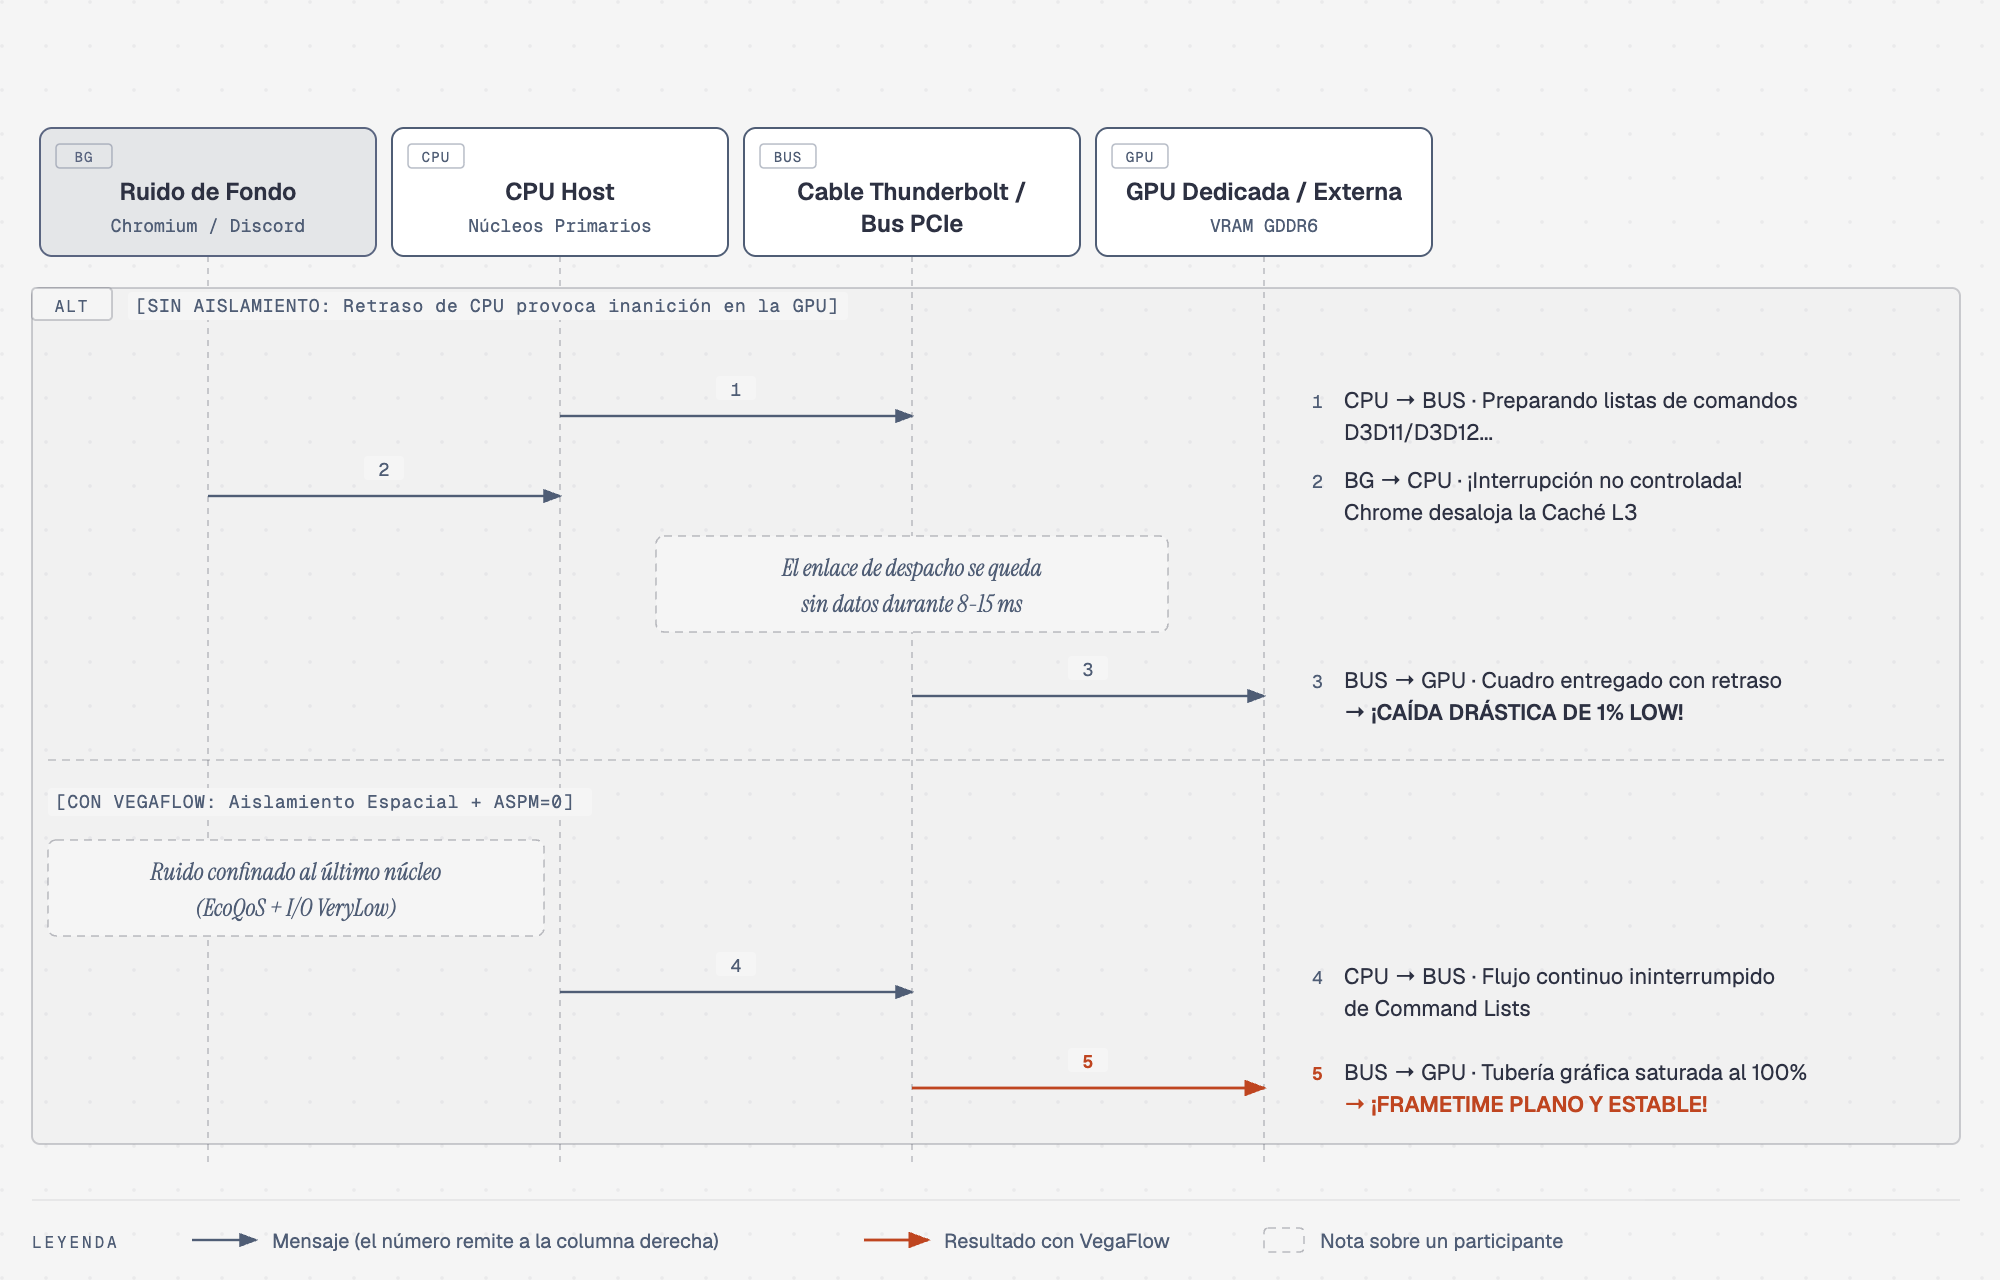 BG
Ruido de Fondo
Chromium / Discord
CPU
CPU Host
Núcleos Primarios
BUS
Cable Thunderbolt /
Bus PCIe
GPU
GPU Dedicada / Externa
VRAM GDDR6
ALT
[SIN AISLAMIENTO: Retraso de CPU provoca inanición en la GPU]
1
1 CPU → BUS · Preparando listas de comandos
D3D11/D3D12...
2
2 BG → CPU · ¡Interrupción no controlada!
Chrome desaloja la Caché L3
El enlace de despacho se queda
sin datos durante 8-15 ms
3
3 BUS → GPU · Cuadro entregado con retraso
→ ¡CAÍDA DRÁSTICA DE 1% LOW!
[CON VEGAFLOW: Aislamiento Espacial + ASPM=0]
Ruido confinado al último núcleo
(EcoQoS + I/O VeryLow)
4
4 CPU → BUS · Flujo continuo ininterrumpido
de Command Lists
5
5 BUS → GPU · Tubería gráfica saturada al 100%
→ ¡FRAMETIME PLANO Y ESTABLE!
LEYENDA
Mensaje (el número remite a la columna derecha)
Resultado con VegaFlow
Nota sobre un participante